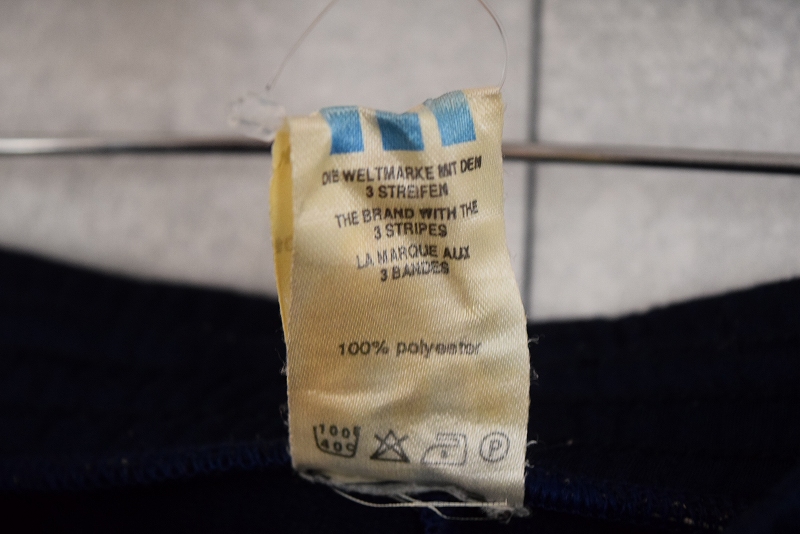 DIE WELTMARKE MIT DEN
3 STREIFEN
THE BRAND WITH THE
3 STRIPES
LA MARQUE AUX
3 BANDES
100% polyester
40C
P